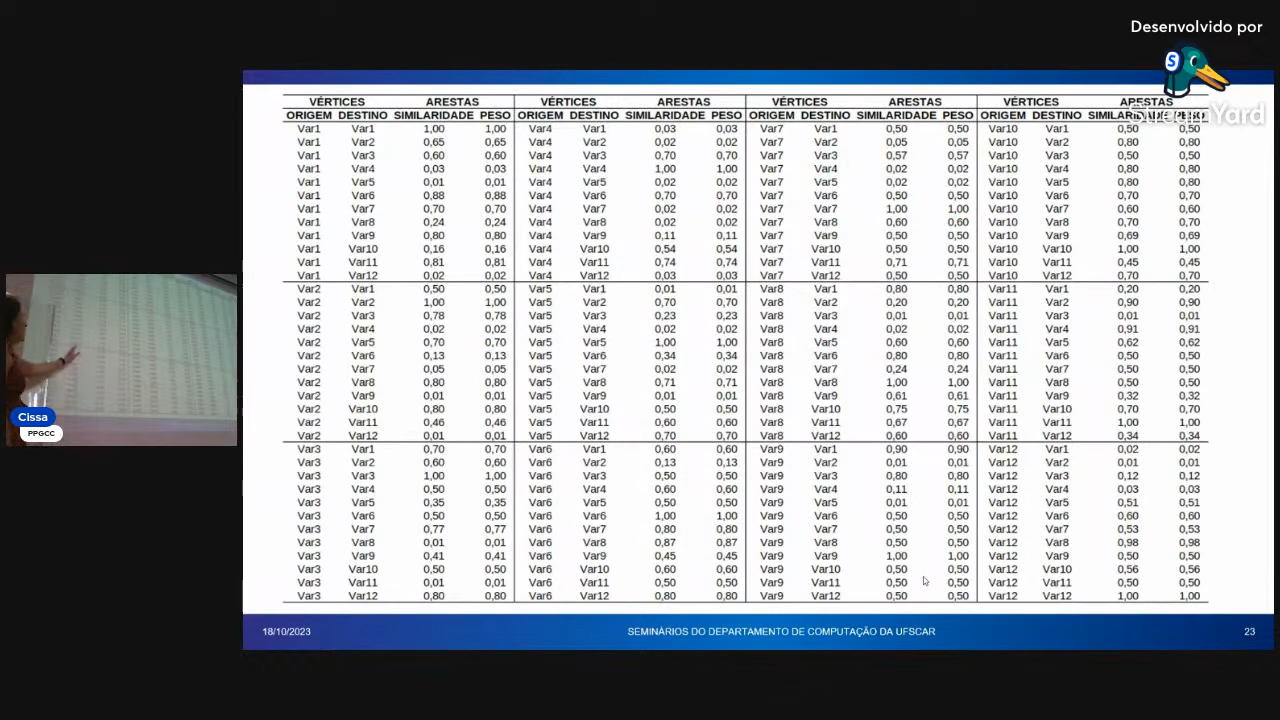 Desenvolvido por
S
StreamYard
VÉRTICES ARESTAS VÉRTICES ARESTAS VÉRTICES ARESTAS VÉRTICES ARESTAS
ORIGEM DESTINO SIMILARIDADE PESO ORIGEM DESTINO SIMILARIDADE PESO ORIGEM DESTINO SIMILARIDADE PESO ORIGEM DESTINO SIMILARIDADE PESO
Var1 Var1 1,00 1,00 Var4 Var1 0,03 0,03 Var7 Var1 0,50 0,50 Var10 Var1 0,50 0,50
Var1 Var2 0,65 0,65 Var4 Var2 0,02 0,02 Var7 Var2 0,05 0,05 Var10 Var2 0,80 0,80
Var1 Var3 0,60 0,60 Var4 Var3 0,70 0,70 Var7 Var3 0,57 0,57 Var10 Var3 0,50 0,50
Var1 Var4 0,03 0,03 Var4 Var4 1,00 1,00 Var7 Var4 0,02 0,02 Var10 Var4 0,80 0,80
Var1 Var5 0,01 0,01 Var4 Var5 0,02 0,02 Var7 Var5 0,02 0,02 Var10 Var5 0,80 0,80
Var1 Var6 0,88 0,88 Var4 Var6 0,70 0,70 Var7 Var6 0,50 0,50 Var10 Var6 0,70 0,70
Var1 Var7 0,70 0,70 Var4 Var7 0,02 0,02 Var7 Var7 1,00 1,00 Var10 Var7 0,60 0,60
Var1 Var8 0,24 0,24 Var4 Var8 0,02 0,02 Var7 Var8 0,60 0,60 Var10 Var8 0,70 0,70
Var1 Var9 0,80 0,80 Var4 Var9 0,11 0,11 Var7 Var9 0,50 0,50 Var10 Var9 0,69 0,69
Var1 Var10 0,16 0,16 Var4 Var10 0,54 0,54 Var7 Var10 0,50 0,50 Var10 Var10 1,00 1,00
Var1 Var11 0,81 0,81 Var4 Var11 0,74 0,74 Var7 Var11 0,71 0,71 Var10 Var11 0,45 0,45
Var1 Var12 0,02 0,02 Var4 Var12 0,03 0,03 Var7 Var12 0,50 0,50 Var10 Var12 0,70 0,70
Var2 Var1 0,50 0,50 Var5 Var1 0,01 0,01 Var8 Var1 0,80 0,80 Var11 Var1 0,20 0,20
Var2 Var2 1,00 1,00 Var5 Var2 0,70 0,70 Var8 Var2 0,20 0,20 Var11 Var2 0,90 0,90
Var2 Var3 0,78 0,78 Var5 Var3 0,23 0,23 Var8 Var3 0,01 0,01 Var11 Var3 0,01 0,01
Var2 Var4 0,02 0,02 Var5 Var4 0,02 0,02 Var8 Var4 0,02 0,02 Var11 Var4 0,91 0,91
Var2 Var5 0,70 0,70 Var5 Var5 1,00 1,00 Var8 Var5 0,60 0,60 Var11 Var5 0,62 0,62
Var2 Var6 0,13 0,13 Var5 Var6 0,34 0,34 Var8 Var6 0,80 0,80 Var11 Var6 0,50 0,50
Var2 Var7 0,05 0,05 Var5 Var7 0,02 0,02 Var8 Var7 0,24 0,24 Var11 Var7 0,50 0,50
Var2 Var8 0,80 0,80 Var5 Var8 0,71 0,71 Var8 Var8 1,00 1,00 Var11 Var8 0,50 0,50
Var2 Var9 0,01 0,01 Var5 Var9 0,01 0,01 Var8 Var9 0,61 0,61 Var11 Var9 0,32 0,32
Var2 Var10 0,80 0,80 Var5 Var10 0,50 0,50 Var8 Var10 0,75 0,75 Var11 Var10 0,70 0,70
Var2 Var11 0,46 0,46 Var5 Var11 0,60 0,60 Var8 Var11 0,67 0,67 Var11 Var11 1,00 1,00
Var2 Var12 0,01 0,01 Var5 Var12 0,70 0,70 Var8 Var12 0,60 0,60 Var11 Var12 0,34 0,34
Var3 Var1 0,70 0,70 Var6 Var1 0,60 0,60 Var9 Var1 0,90 0,90 Var12 Var1 0,02 0,02
Var3 Var2 0,60 0,60 Var6 Var2 0,13 0,13 Var9 Var2 0,01 0,01 Var12 Var2 0,01 0,01
Var3 Var3 1,00 1,00 Var6 Var3 0,50 0,50 Var9 Var3 0,80 0,80 Var12 Var3 0,12 0,12
Var3 Var4 0,50 0,50 Var6 Var4 0,60 0,60 Var9 Var4 0,11 0,11 Var12 Var4 0,03 0,03
Var3 Var5 0,35 0,35 Var6 Var5 0,50 0,50 Var9 Var5 0,01 0,01 Var12 Var5 0,51 0,51
Var3 Var6 0,50 0,50 Var6 Var6 1,00 1,00 Var9 Var6 0,50 0,50 Var12 Var6 0,60 0,60
Var3 Var7 0,77 0,77 Var6 Var7 0,80 0,80 Var9 Var7 0,50 0,50 Var12 Var7 0,53 0,53
Var3 Var8 0,01 0,01 Var6 Var8 0,87 0,87 Var9 Var8 0,50 0,50 Var12 Var8 0,98 0,98
Var3 Var9 0,41 0,41 Var6 Var9 0,45 0,45 Var9 Var9 1,00 1,00 Var12 Var9 0,50 0,50
Var3 Var10 0,50 0,50 Var6 Var10 0,60 0,60 Var9 Var10 0,50 0,50 Var12 Var10 0,56 0,56
Var3 Var11 0,01 0,01 Var6 Var11 0,50 0,50 Var9 Var11 0,50 0,50 Var12 Var11 0,50 0,50
Var3 Var12 0,80 0,80 Var6 Var12 0,80 0,80 Var9 Var12 0,50 0,50 Var12 Var12 1,00 1,00
Cissa
PPGCC
18/10/2023 SEMINÁRIOS DO DEPARTAMENTO DE COMPUTAÇÃO DA UFSCAR 23